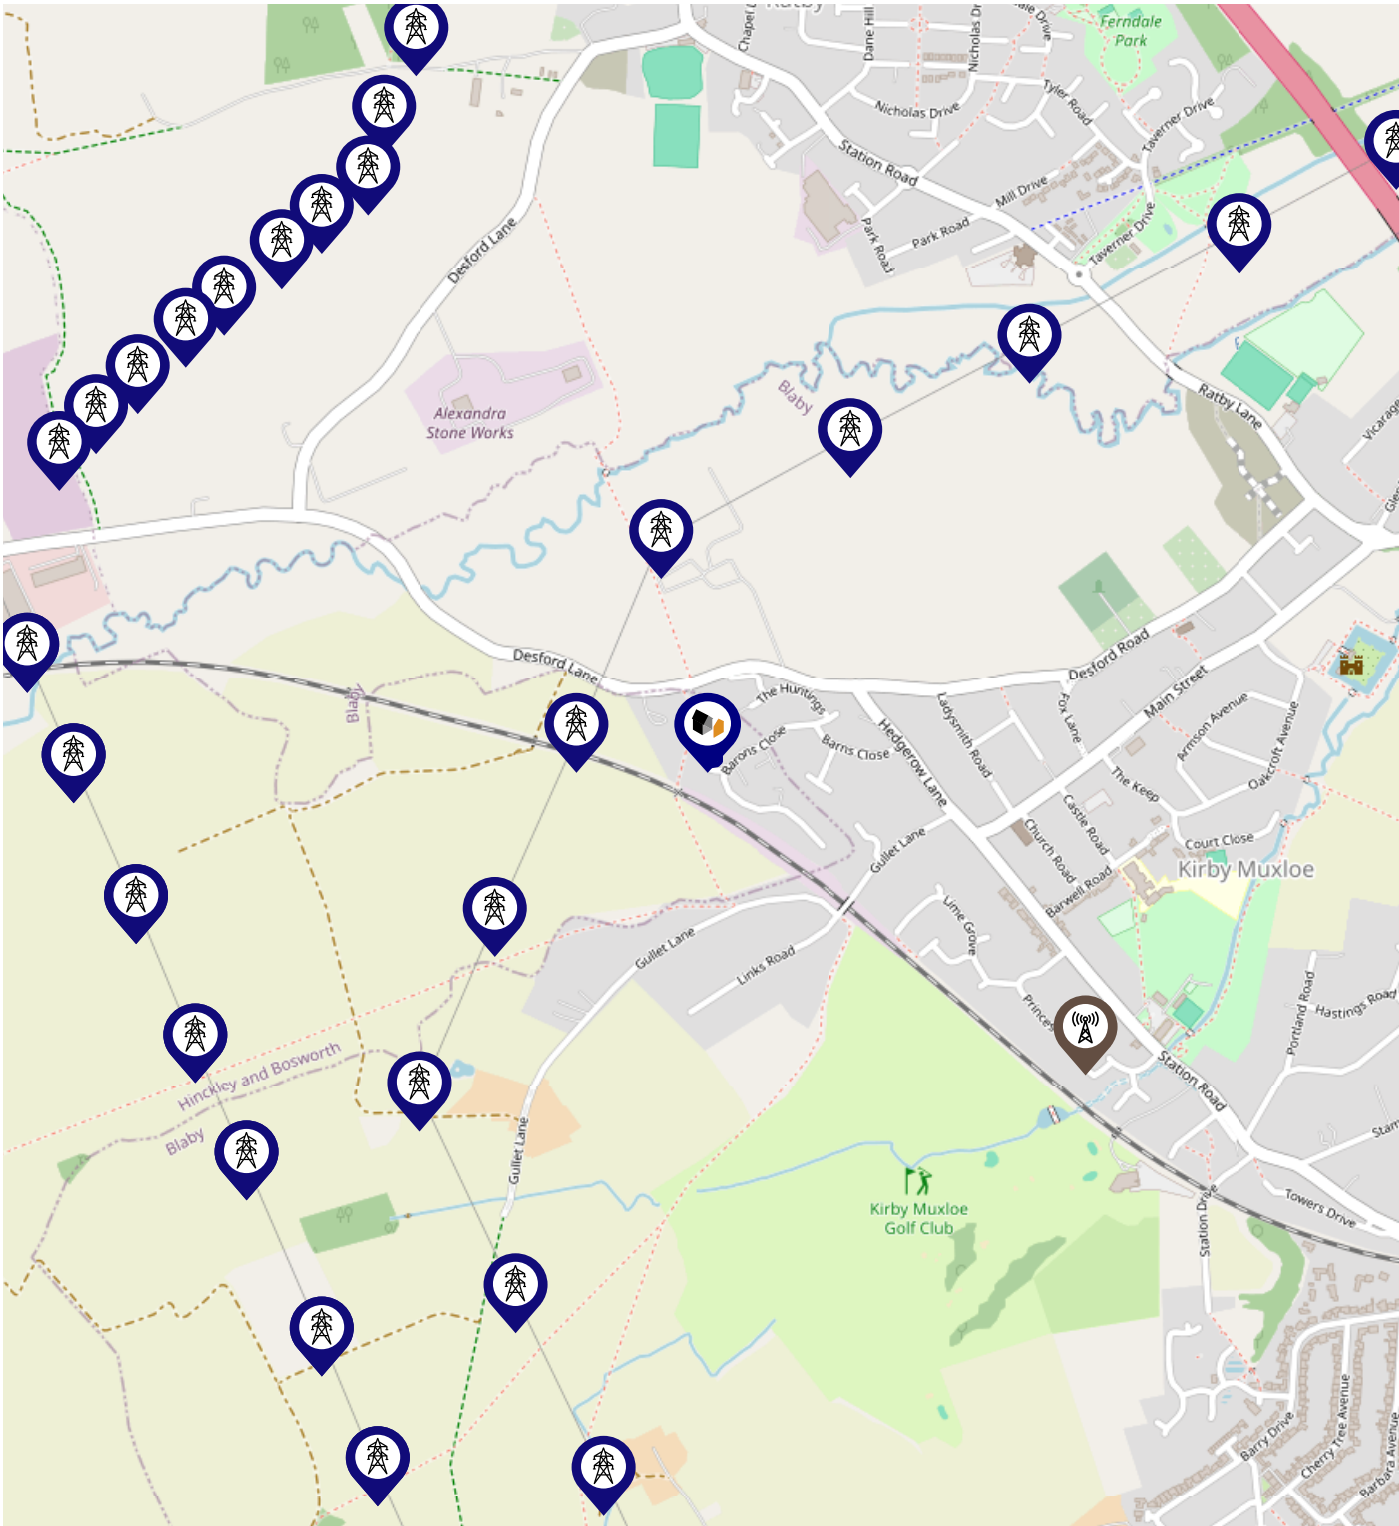 Ratby
Ferndale
Park
Dane Hill
Nicholas Drive
Nicholas Drive
Tyler Road
Taverner Drive
Station Road
Mill Drive
Park Road
Park Road
Taverner Drive
Desford Lane
Alexandra
Stone Works
Blaby
Ratby Lane
Desford Lane
Desford Road
Main Street
The Huntings
Fox Lane
Ladysmith Road
Armson Avenue
Oakcroft Avenue
Blaby
Barons Close
Barns Close
Hedgerow Lane
The Keep
Castle Road
Church Road
Court Close
Kirby Muxloe
Gullet Lane
Barwell Road
Lime Grove
Gullet Lane
Links Road
Portland Road
Hastings Road
Princes
Station Road
Hinckley and Bosworth
Blaby
Gullet Lane
Kirby Muxloe
Golf Club
Station Drive
Towers Drive
Barry Drive
Cherry Tree Avenue
Barbara Avenue